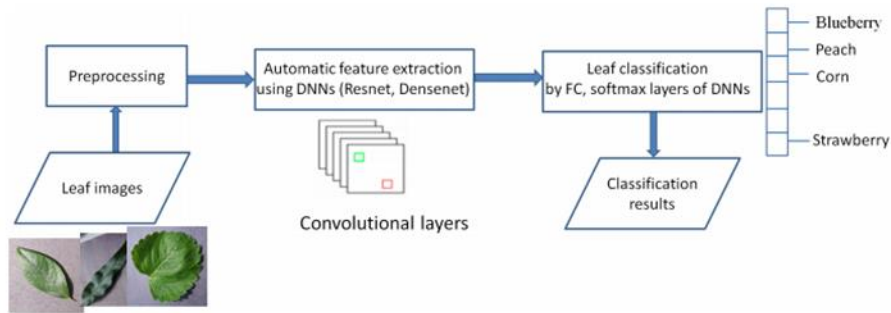 Preprocessing
Automatic feature extraction
using DNNs (Resnet, Densenet)
Leaf classification
by FC, softmax layers of DNNs
Blueberry
Peach
Corn
Strawberry
Leaf images
Convolutional layers
Classification
results